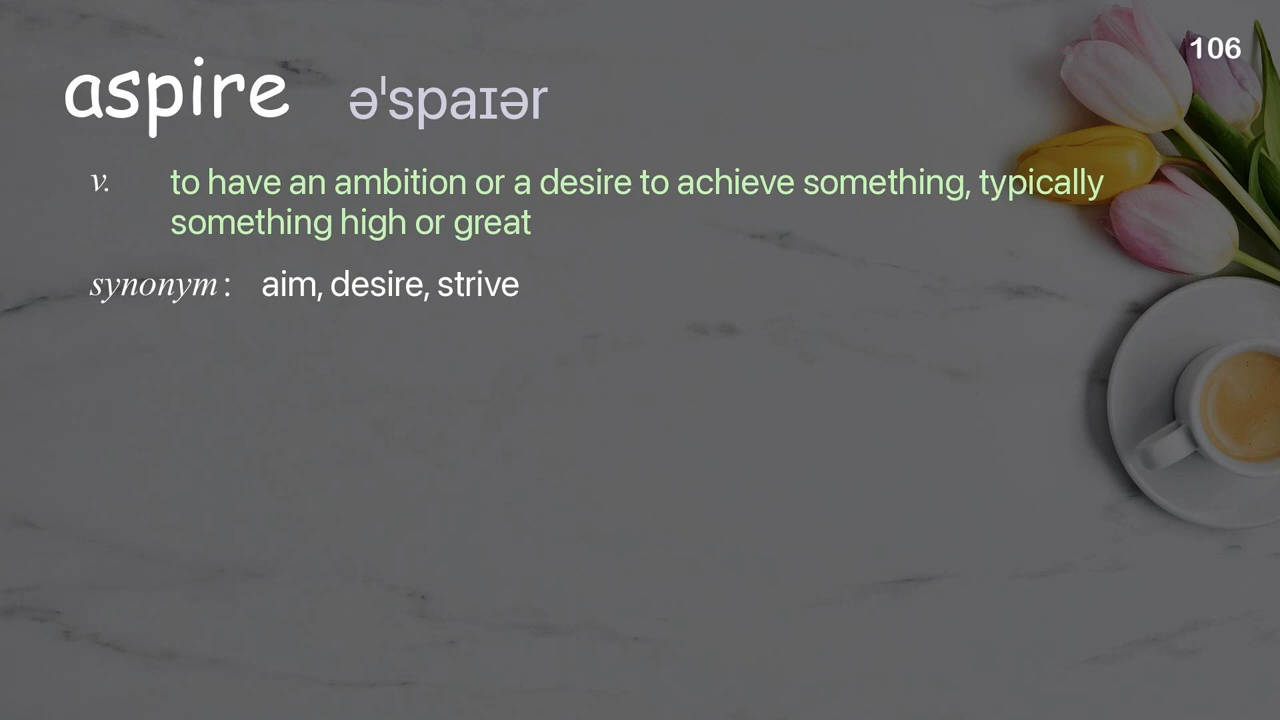 106
aspire əˈspaɪər
v. to have an ambition or a desire to achieve something, typically
something high or great
synonym : aim, desire, strive